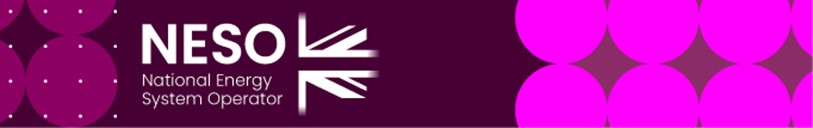 NESO
National Energy
System Operator